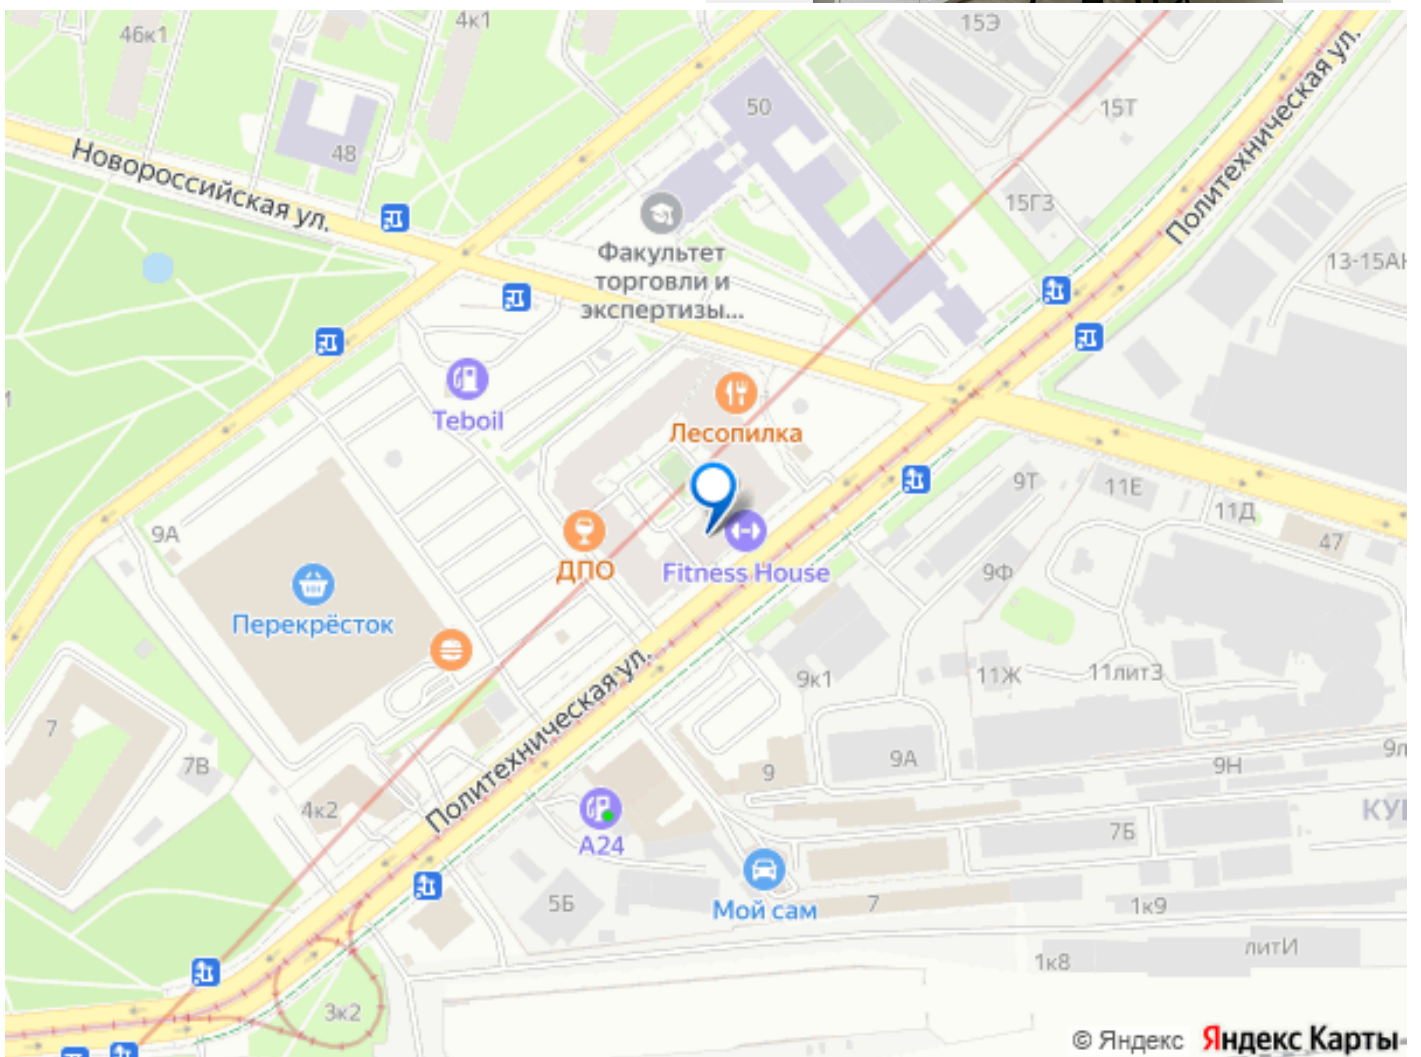 46к1
4к1
15Э
Политехническая ул.
50
15Т
Новороссийская ул.
48
15Г3
Факультет
торговли и
экспертизы...
Teboil
Лесопилка
9Т
11Е
11Д
47
9А
ДПО
Fitness House
9Ф
Перекрёсток
Политехническая ул.
9к1
11Ж
11лит3
7
7В
9А
9Н
9
4к2
А24
7Б
5Б
Мой сам
7
1к9
литИ
1к8
3к2
© Яндекс Яндекс Карты